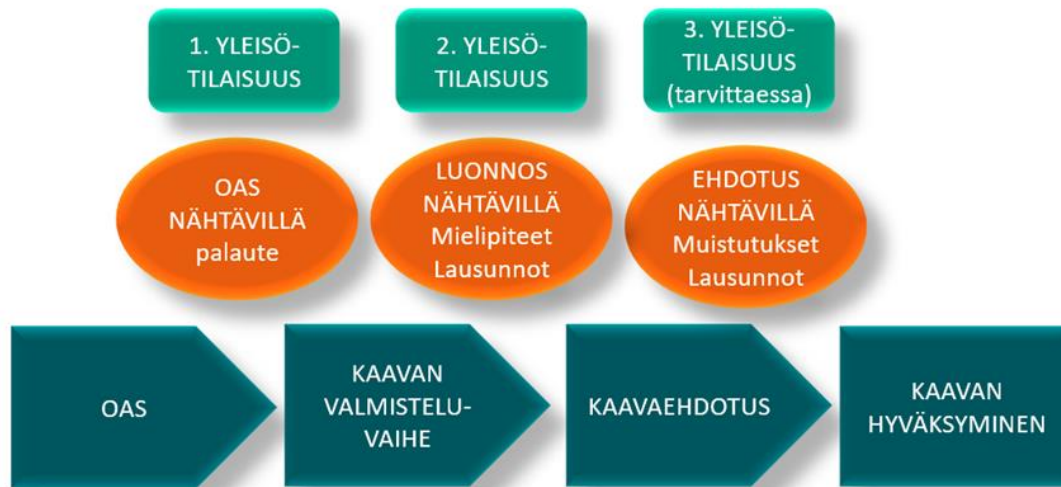 1. YLEISÖ-
TILAISUUS
2. YLEISÖ-
TILAISUUS
3. YLEISÖ-
TILAISUUS
(tarvittaessa)
OAS
NÄHTÄVILLÄ
palaute
LUONNOS
NÄHTÄVILLÄ
Mielipiteet
Lausunnot
EHDOTUS
NÄHTÄVILLÄ
Muistutukset
Lausunnot
OAS
KAAVAN
VALMISTELU-
VAIHE
KAAVAEHDOTUS
KAAVAN
HYVÄKSYMINEN